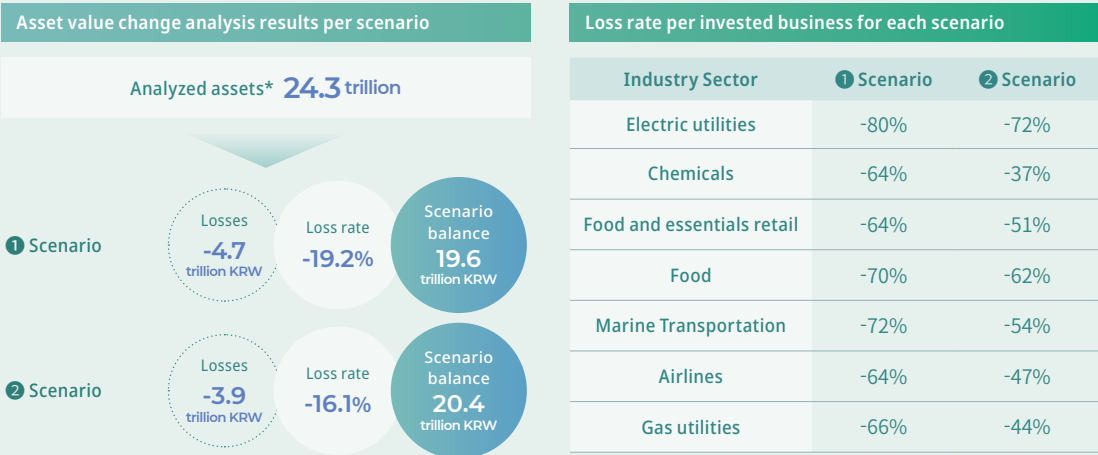 Asset value change analysis results per scenario
Analyzed assets* 24.3 trillion
❶ Scenario
Losses
-4.7
trillion KRW
Loss rate
-19.2%
Scenario
balance
19.6
trillion KRW
❷ Scenario
Losses
-3.9
trillion KRW
Loss rate
-16.1%
Scenario
balance
20.4
trillion KRW
Loss rate per invested business for each scenario
Industry Sector ❶ Scenario ❷ Scenario
Electric utilities -80% -72%
Chemicals -64% -37%
Food and essentials retail -64% -51%
Food -70% -62%
Marine Transportation -72% -54%
Airlines -64% -47%
Gas utilities -66% -44%